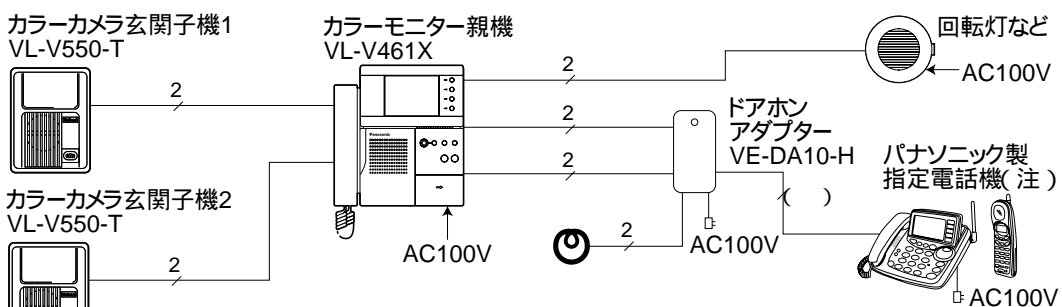 カラーカメラ玄関子機1
VL-V550-T
2
カラーカメラ玄関子機2
VL-V550-T
2
カラーモニター親機
VL-V461X
Panasonic
AC100V
2
2
2
回転灯など
AC100V
ドアホン
アダプター
VE-DA10-H
( )
2
AC100V
パナソニック製
指定電話機(注)
AC100V